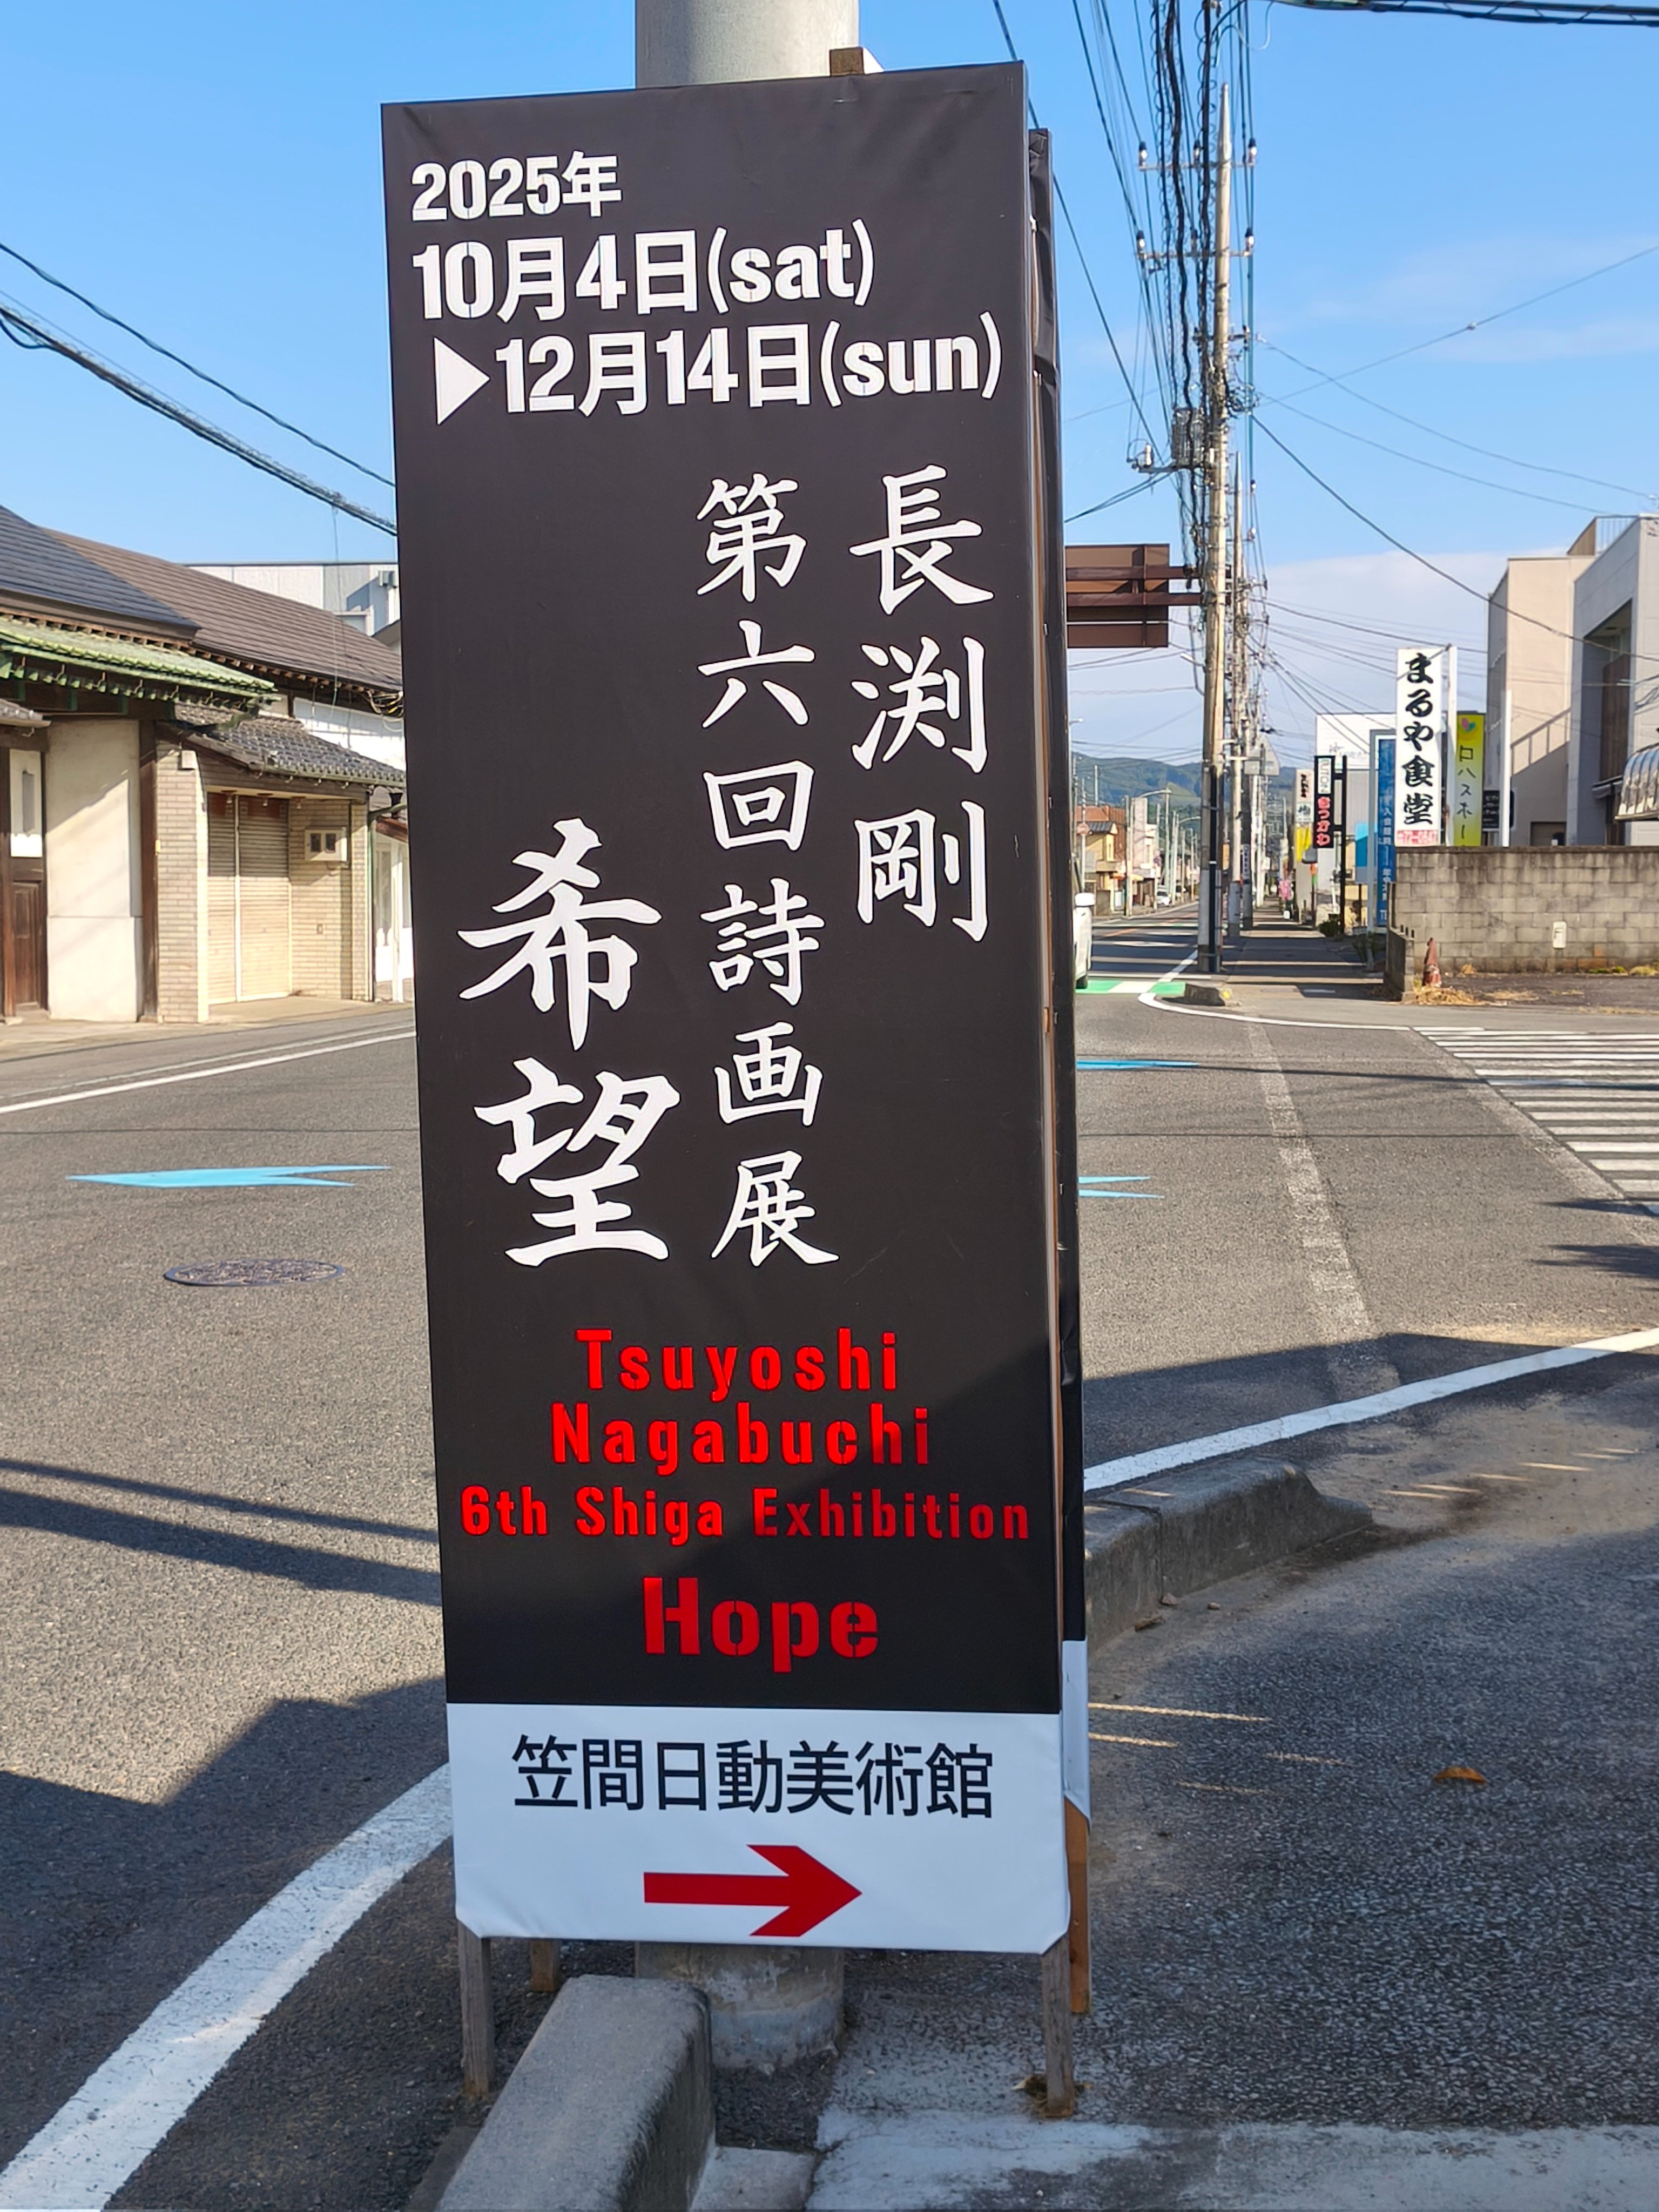 2025年
10月4日(sat)
▶12月14日(sun)
長渕剛
第六回詩画展
希望
Tsuyoshi
Nagabuchi
6th Shiga Exhibition
Hope
笠間日動美術館
まるや食堂